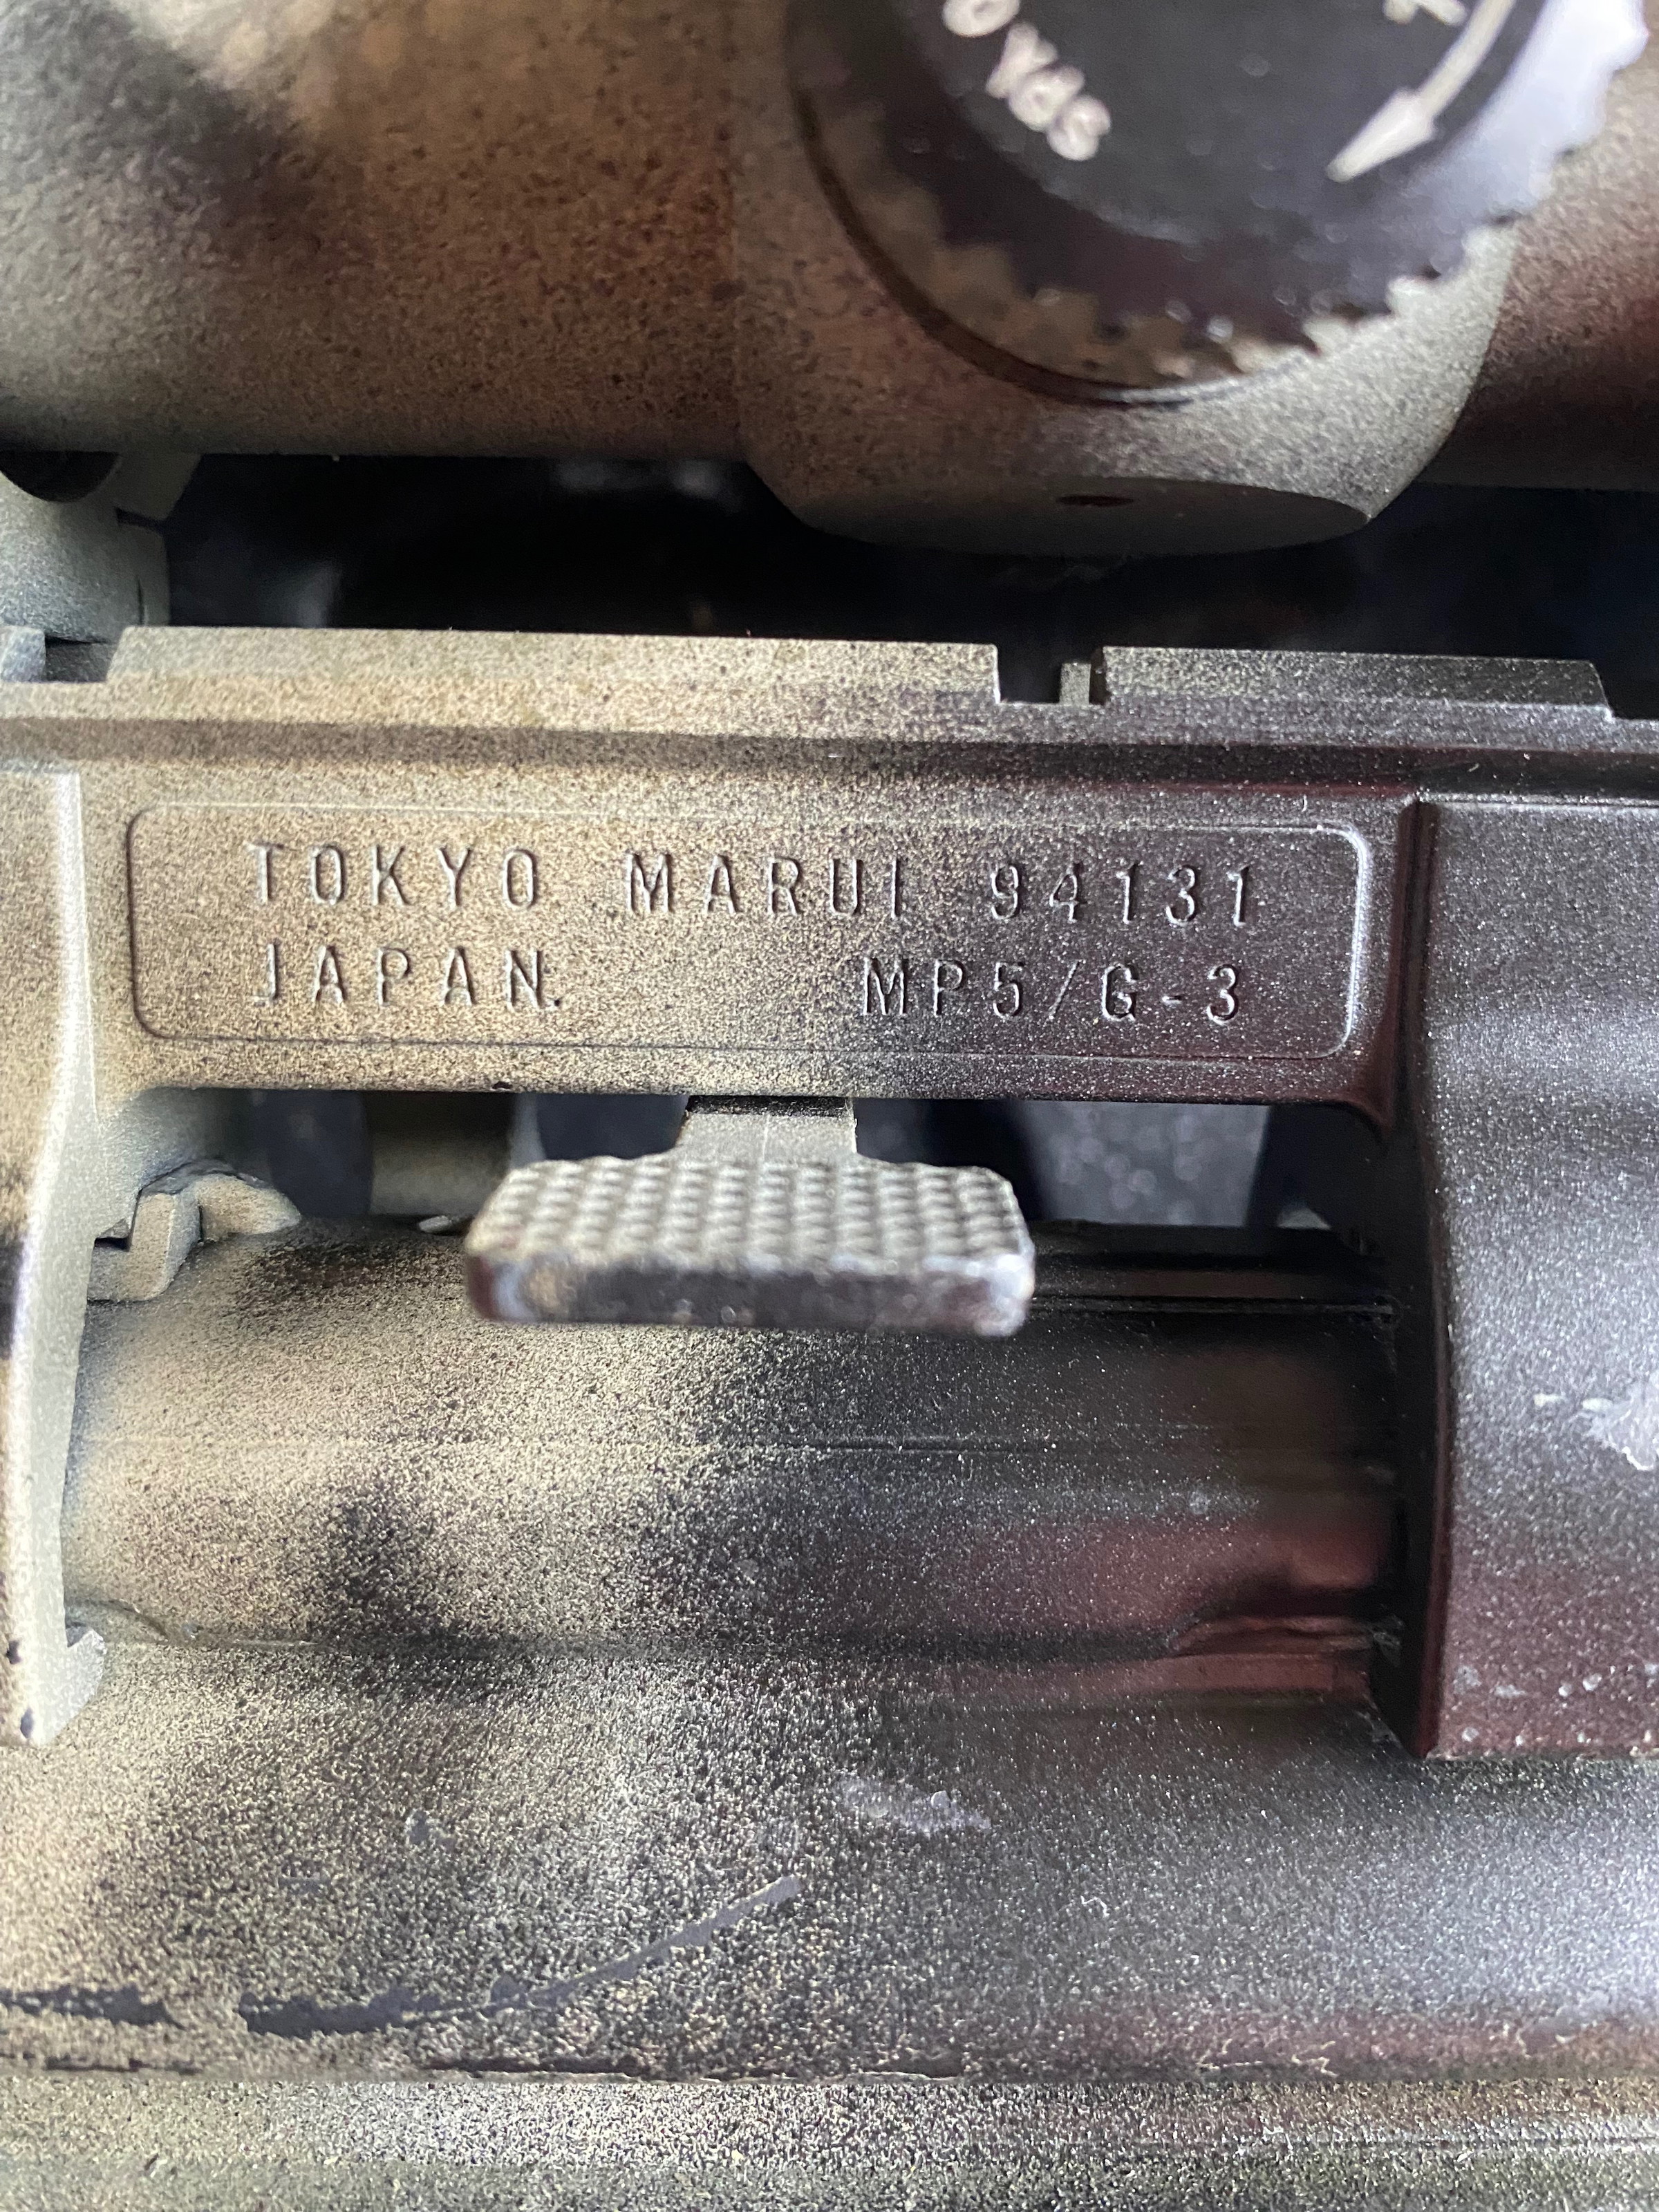 TOKYO MARUI 94131
JAPAN. MP5/G-3